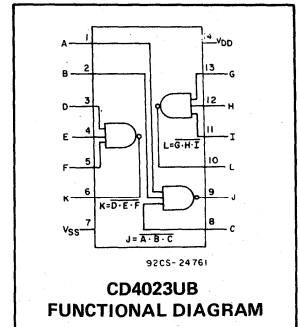 A 1
B 2
D 3
E 4
F 5
K 6
VSS 7
4 VDD
13 G
12 H
11 I
10 L
9 J
8 C
L=G·H·I
K=D·E·F
J=A·B·C
92CS-24761
CD4023UB
FUNCTIONAL DIAGRAM